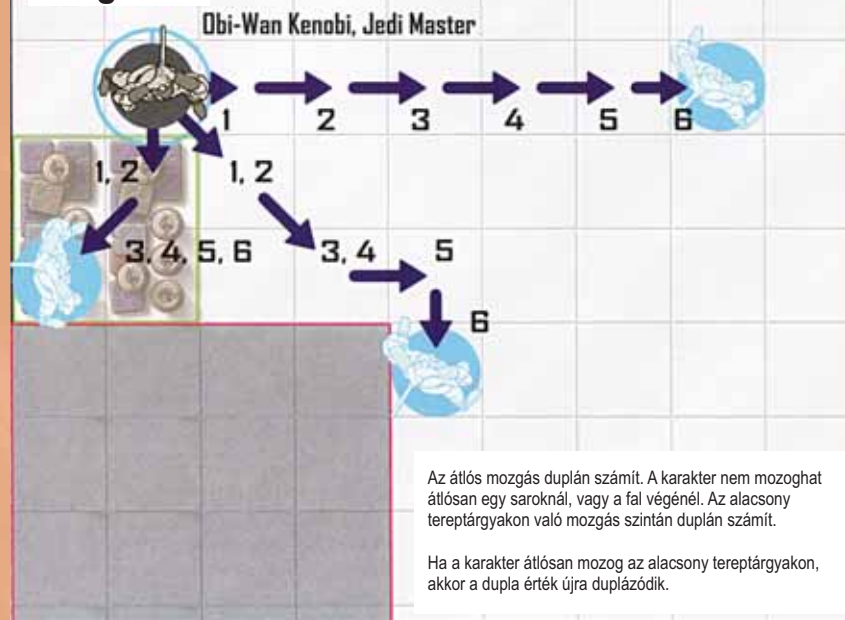 Obi-Wan Kenobi, Jedi Master
1 2 3 4 5 6
1, 2 1, 2
3, 4, 5, 6 3, 4 5
6
Az átlós mozgás duplán számít. A karakter nem mozoghat
átlósan egy saroknál, vagy a fal végénél. Az alacsony
tereptárgyakon való mozgás szintén duplán számít.
Ha a karakter átlósan mozog az alacsony tereptárgyakon,
akkor a dupla érték újra duplázódik.